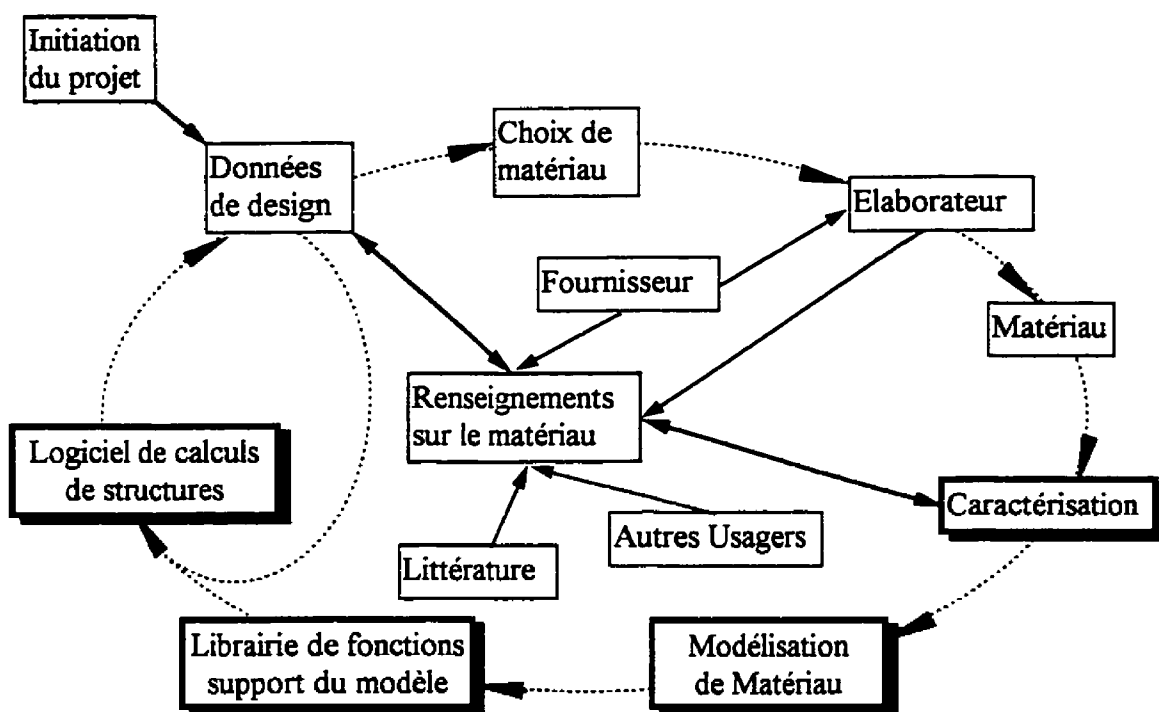 Initiation
du projet
Données
de design
Choix de
matériau
Elaborateur
Fournisseur
Matériau
Renseignements
sur le matériau
Logiciel de calculs
de structures
Caractérisation
Autres Usagers
Littérature
Librairie de fonctions
support du modèle
Modélisation
de Matériau